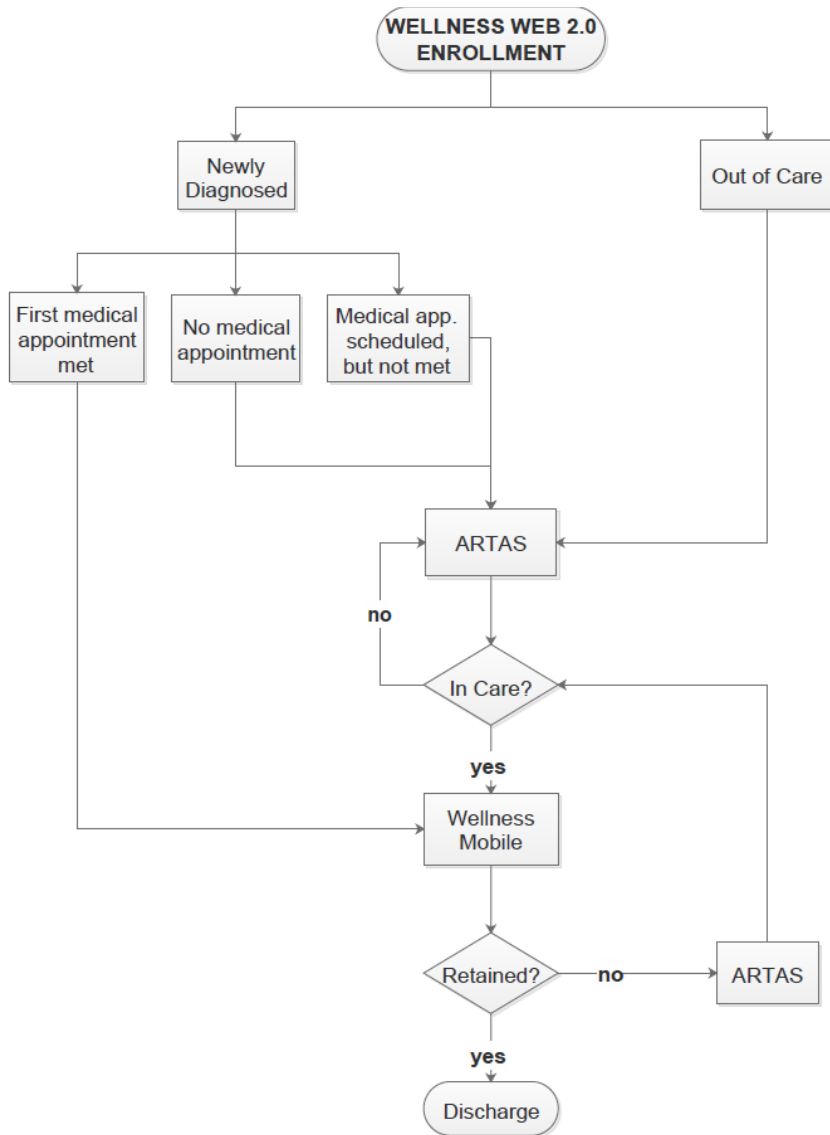 WELLNESS WEB 2.0
ENROLLMENT
Newly
Diagnosed
Out of Care
First medical
appointment
met
No medical
appointment
Medical app.
scheduled,
but not met
ARTAS
no
In Care?
yes
Wellness
Mobile
Retained?
no
ARTAS
yes
Discharge